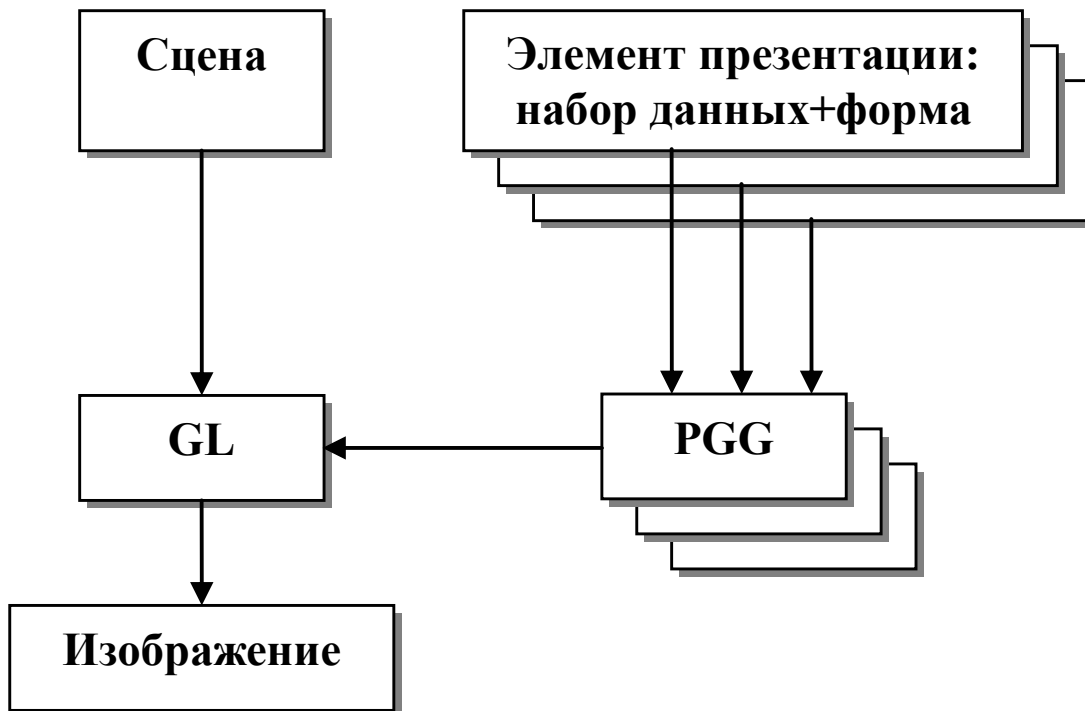 Сцена
Элемент презентации:
набор данных+форма
GL
PGG
Изображение